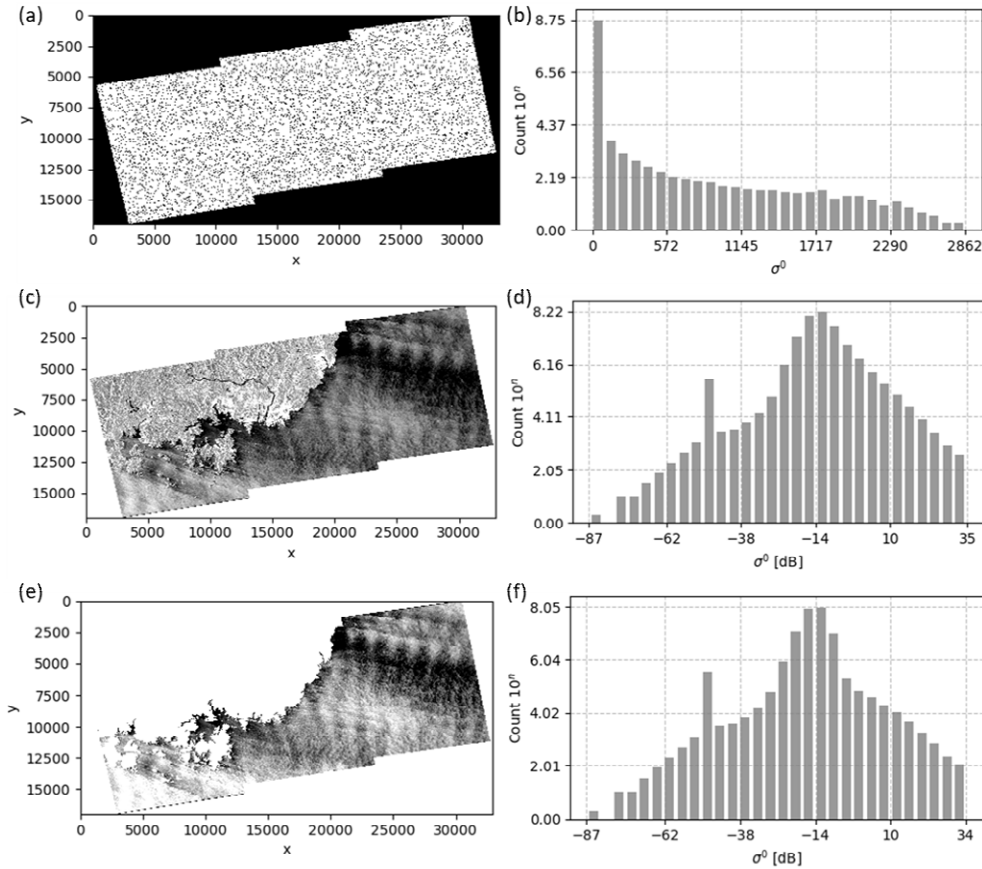 (a)
0
2500
5000
7500
10000
12500
15000
y
0 5000 10000 15000 20000 25000 30000
x
(b)
8.75
6.56
4.37
2.19
0.00
Count 10ⁿ
0 572 1145 1717 2290 2862
σ⁰
(c)
0
2500
5000
7500
10000
12500
15000
y
0 5000 10000 15000 20000 25000 30000
x
(d)
8.22
6.16
4.11
2.05
0.00
Count 10ⁿ
−87 −62 −38 −14 10 35
σ⁰ [dB]
(e)
0
2500
5000
7500
10000
12500
15000
y
0 5000 10000 15000 20000 25000 30000
x
(f)
8.05
6.04
4.02
2.01
0.00
Count 10ⁿ
−87 −62 −38 −14 10 34
σ⁰ [dB]